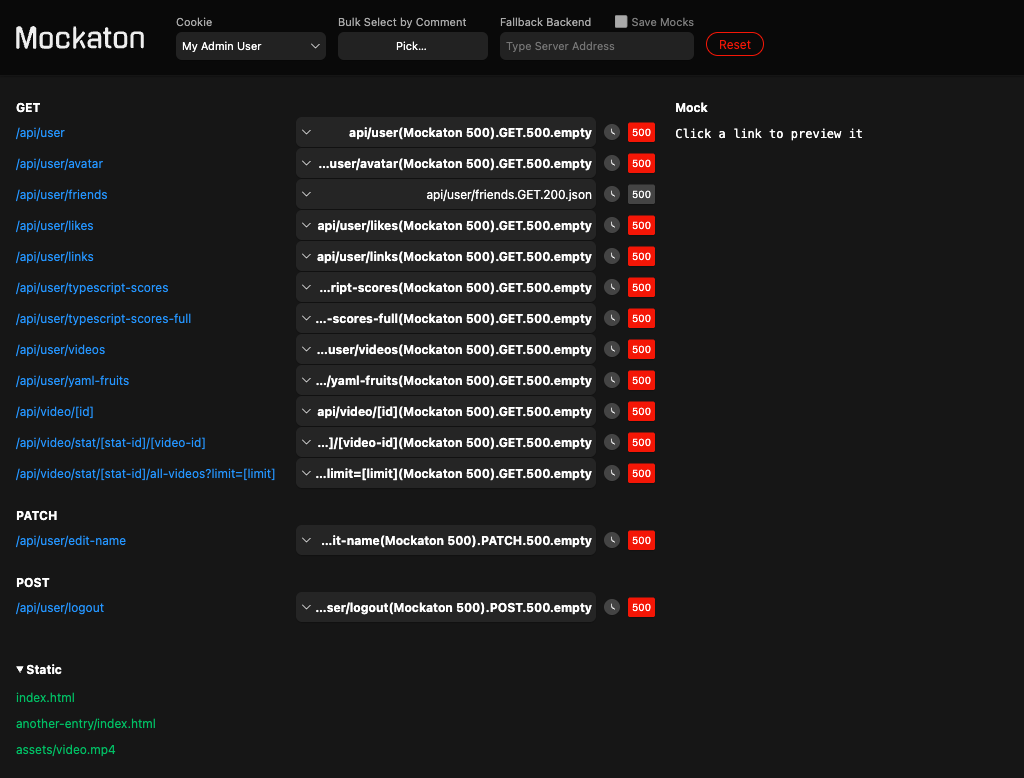 Mockaton
Cookie
My Admin User
Bulk Select by Comment
Pick...
Fallback Backend
Save Mocks
Type Server Address
Reset
GET
/api/user api/user(Mockaton 500).GET.500.empty 500
/api/user/avatar ...user/avatar(Mockaton 500).GET.500.empty 500
/api/user/friends api/user/friends.GET.200.json 500
/api/user/likes api/user/likes(Mockaton 500).GET.500.empty 500
/api/user/links api/user/links(Mockaton 500).GET.500.empty 500
/api/user/typescript-scores ...ript-scores(Mockaton 500).GET.500.empty 500
/api/user/typescript-scores-full ...-scores-full(Mockaton 500).GET.500.empty 500
/api/user/videos ...user/videos(Mockaton 500).GET.500.empty 500
/api/user/yaml-fruits .../yaml-fruits(Mockaton 500).GET.500.empty 500
/api/video/[id] api/video/[id](Mockaton 500).GET.500.empty 500
/api/video/stat/[stat-id]/[video-id] ...]/[video-id](Mockaton 500).GET.500.empty 500
/api/video/stat/[stat-id]/all-videos?limit=[limit] ...limit=[limit](Mockaton 500).GET.500.empty 500
PATCH
/api/user/edit-name ...it-name(Mockaton 500).PATCH.500.empty 500
POST
/api/user/logout ...ser/logout(Mockaton 500).POST.500.empty 500
Static
index.html
another-entry/index.html
assets/video.mp4
Mock
Click a link to preview it